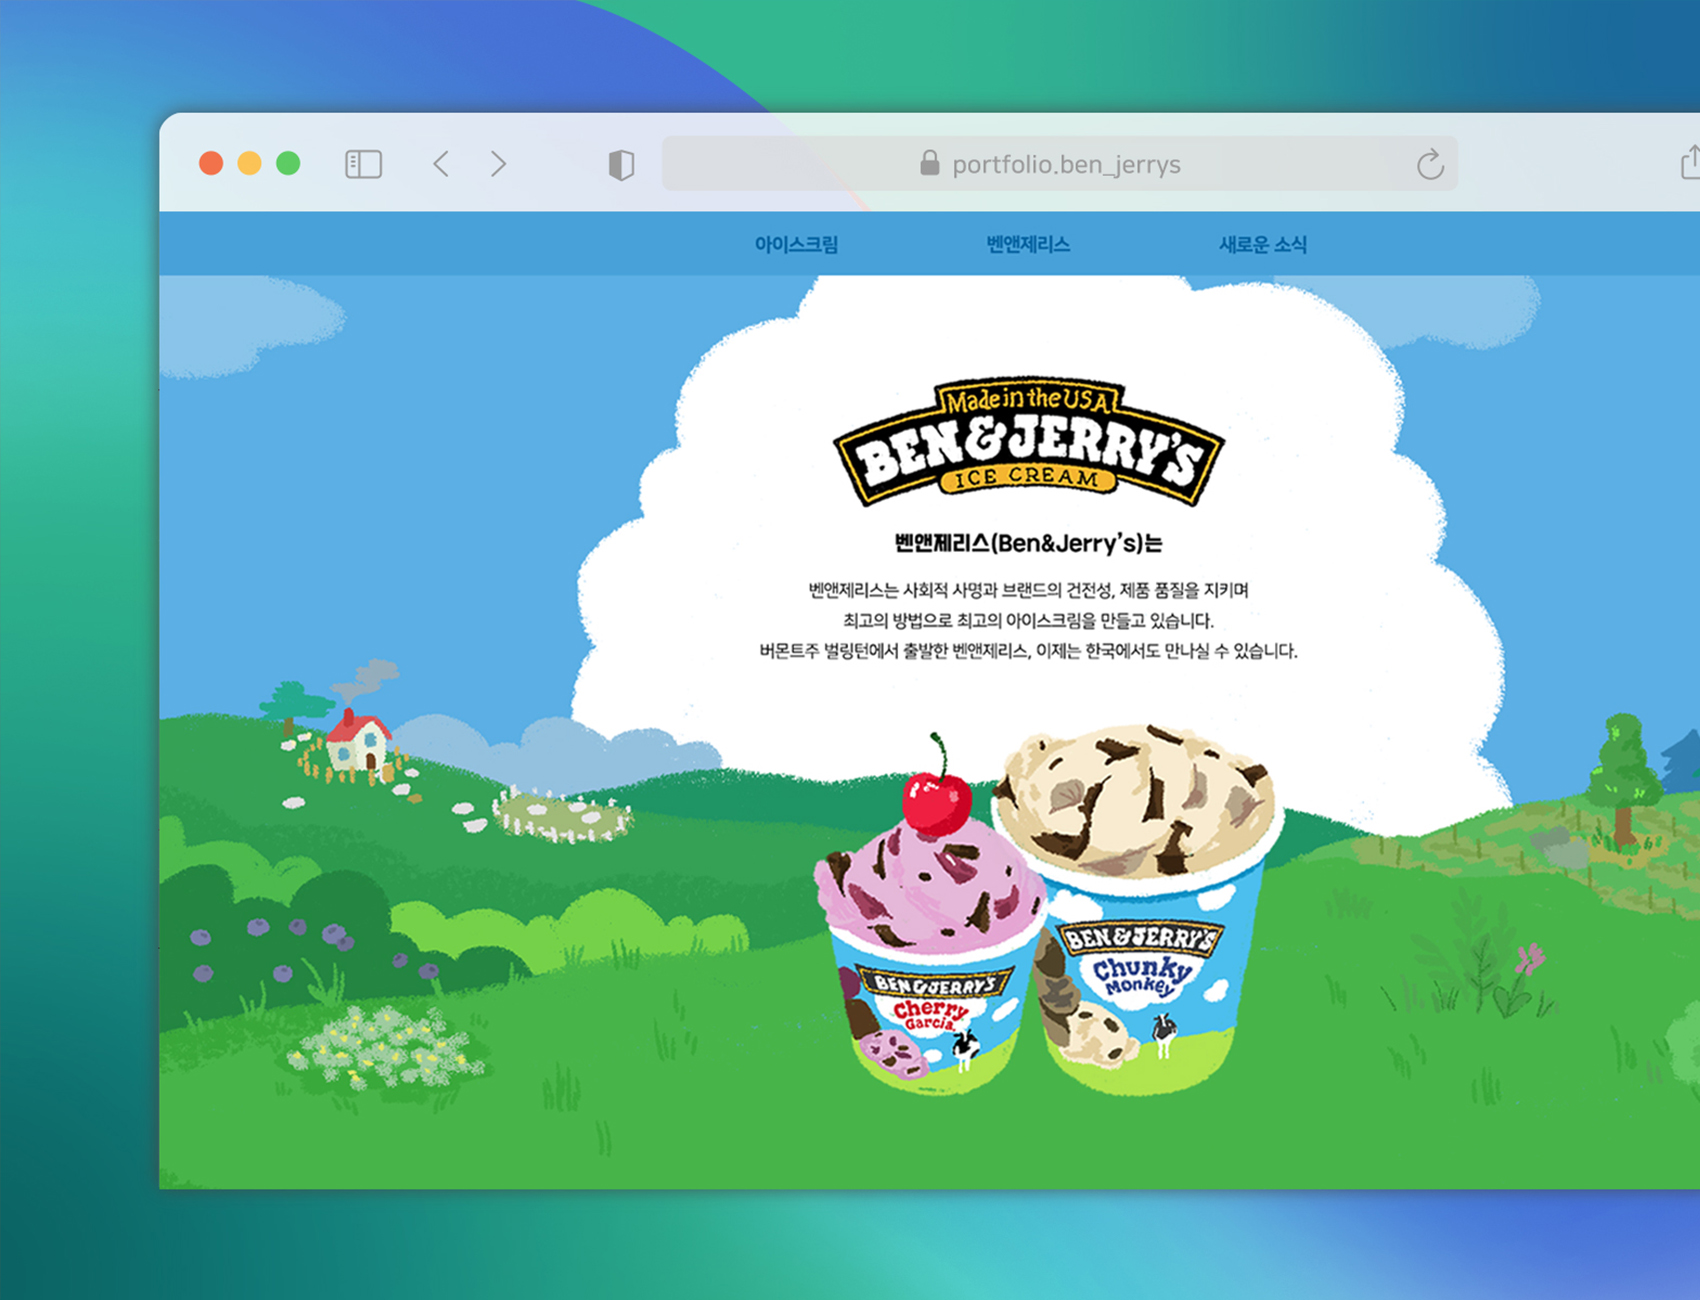 portfolio.ben_jerrys
아이스크림 벤앤제리스 새로운 소식
Made in the USA
BEN & JERRY'S
ICE CREAM
벤앤제리스(Ben&Jerry's)는
벤앤제리스는 사회적 사명과 브랜드의 건전성, 제품 품질을 지키며
최고의 방법으로 최고의 아이스크림을 만들고 있습니다.
버몬트주 벌링턴에서 출발한 벤앤제리스, 이제는 한국에서도 만나실 수 있습니다.
BEN & JERRY'S
Chunky
Monkey
BEN & JERRY'S
Cherry
Garcia.